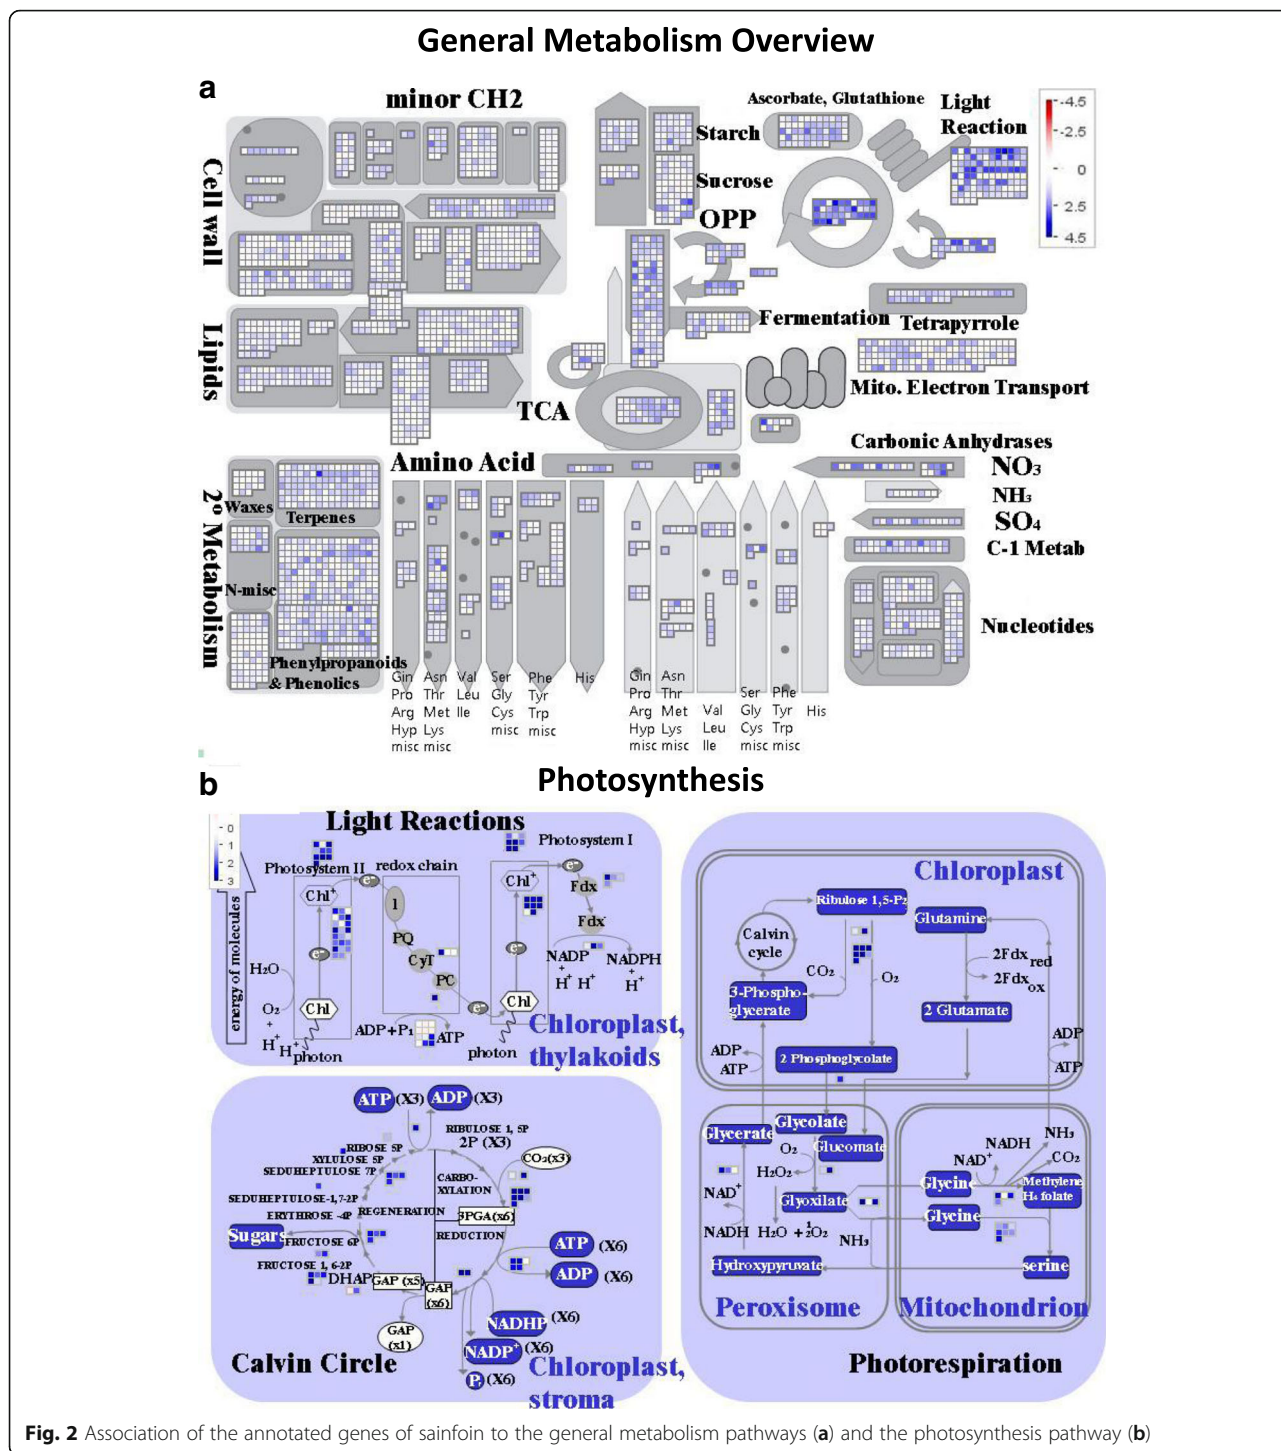 General Metabolism Overview
a
minor CH2
Ascorbate, Glutathione
Light
Reaction
-4.5
-2.5
0
2.5
4.5
Starch
Sucrose
OPP
Cell wall
Lipids
Fermentation
Tetrapyrrole
Mito. Electron Transport
TCA
Carbonic Anhydrases
Amino Acid
NO3
NH3
SO4
C-1 Metab
Nucleotides
2º Metabolism
Waxes
Terpenes
N-misc
Phenylpropanoids
& Phenolics
Gln
Pro
Arg
Hyp
misc
Asn
Thr
Met
Lys
misc
Val
Leu
Ile
Ser
Gly
Cys
misc
Phe
Tyr
Trp
misc
His
Gln
Pro
Arg
Hyp
misc
Asn
Thr
Met
Lys
misc
Val
Leu
Ile
Ser
Gly
Cys
misc
Phe
Tyr
Trp
misc
His
b
Photosynthesis
Light Reactions
0
1
2
3
energy of molecules
Photosystem II
redox chain
Photosystem I
Chl+
e-
1
PQ
CyT
PC
e-
Chl
H2O
O2
+
H+
H+
photon
ADP+P1
ATP
e-
Chl+
e-
Chl
photon
e-
Fdx
Fdx-
NADP
+
H+ H+
NADPH
+
H+
Chloroplast,
thylakoids
ATP (X3)
ADP (X3)
RIBULOSE 1, 5P
2P (X3)
RIBOSE 5P
XYLULOSE 5P
SEDUHEPTULOSE 7P
SEDUHEPTULOSE-1,7-2P
ERYTHROSE -4P
REGENERATION
Sugars
FRUCTOSE 6P
FRUCTOSE 1, 6-2P
DHAP
GAP (x5)
GAP
(x6)
GAP
(x1)
CARBO-
XYLATION
CO2(x3)
3PGA(x6)
REDUCTION
ATP (X6)
ADP (X6)
NADHP (X6)
NADP+ (X6)
Pi (X6)
Calvin Circle
Chloroplast,
stroma
Chloroplast
Ribulose 1,5-P2
Calvin
cycle
CO2
O2
3-Phospho-
glycerate
2 Phosphoglycolate
ADP
ATP
Glutamine
2Fdx red
2Fdx ox
2 Glutamate
ADP
ATP
Glycerate
Glycolate
O2
Glucomate
H2O2
Glyoxilate
NAD+
NADH
H2O + ½O2
NH3
Hydroxypyruvate
Peroxisome
NH3
NADH
NAD+
CO2
Glycine
Methylene
H4 folate
Glycine
serine
Mitochondrion
Photorespiration
Fig. 2 Association of the annotated genes of sainfoin to the general metabolism pathways (a) and the photosynthesis pathway (b)